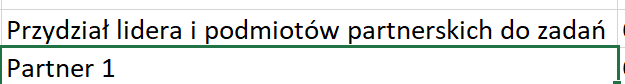 Przydział lidera i podmiotów partnerskich do zadań
Partner 1